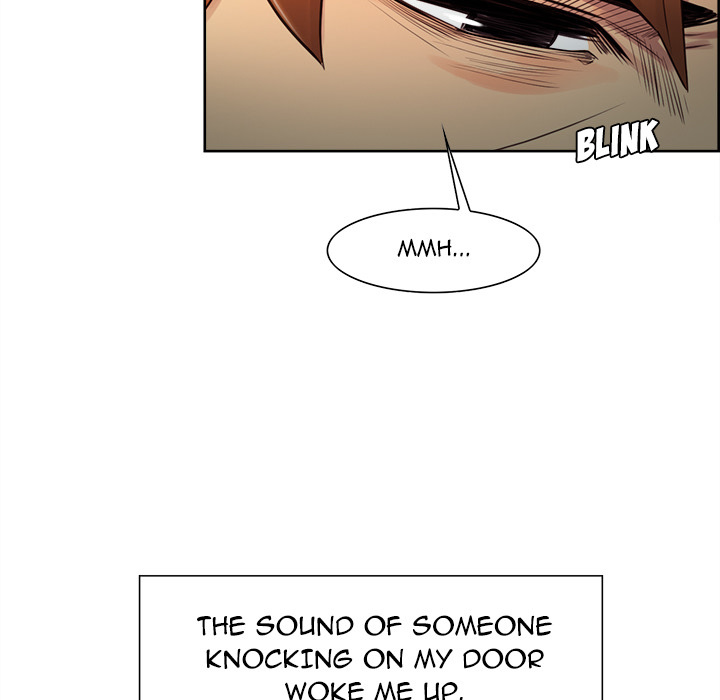 BLINK
MMH...
THE SOUND OF SOMEONE
KNOCKING ON MY DOOR
WOKE ME UP.